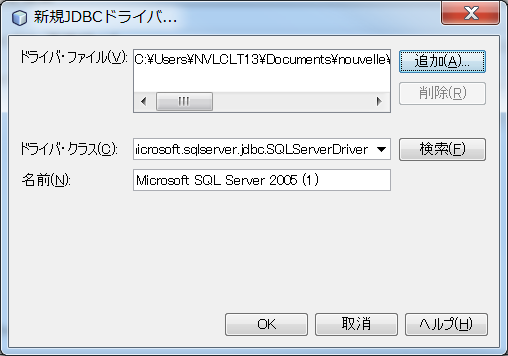 新規JDBCドライバ...
ドライバ・ファイル(V):
C:¥Users¥NVLCLT13¥Documents¥nouvelle¥
追加(A)...
削除(R)
ドライバ・クラス(C):
icrosoft.sqlserver.jdbc.SQLServerDriver
検索(F)
名前(N):
Microsoft SQL Server 2005 (1)
OK
取消
ヘルプ(H)